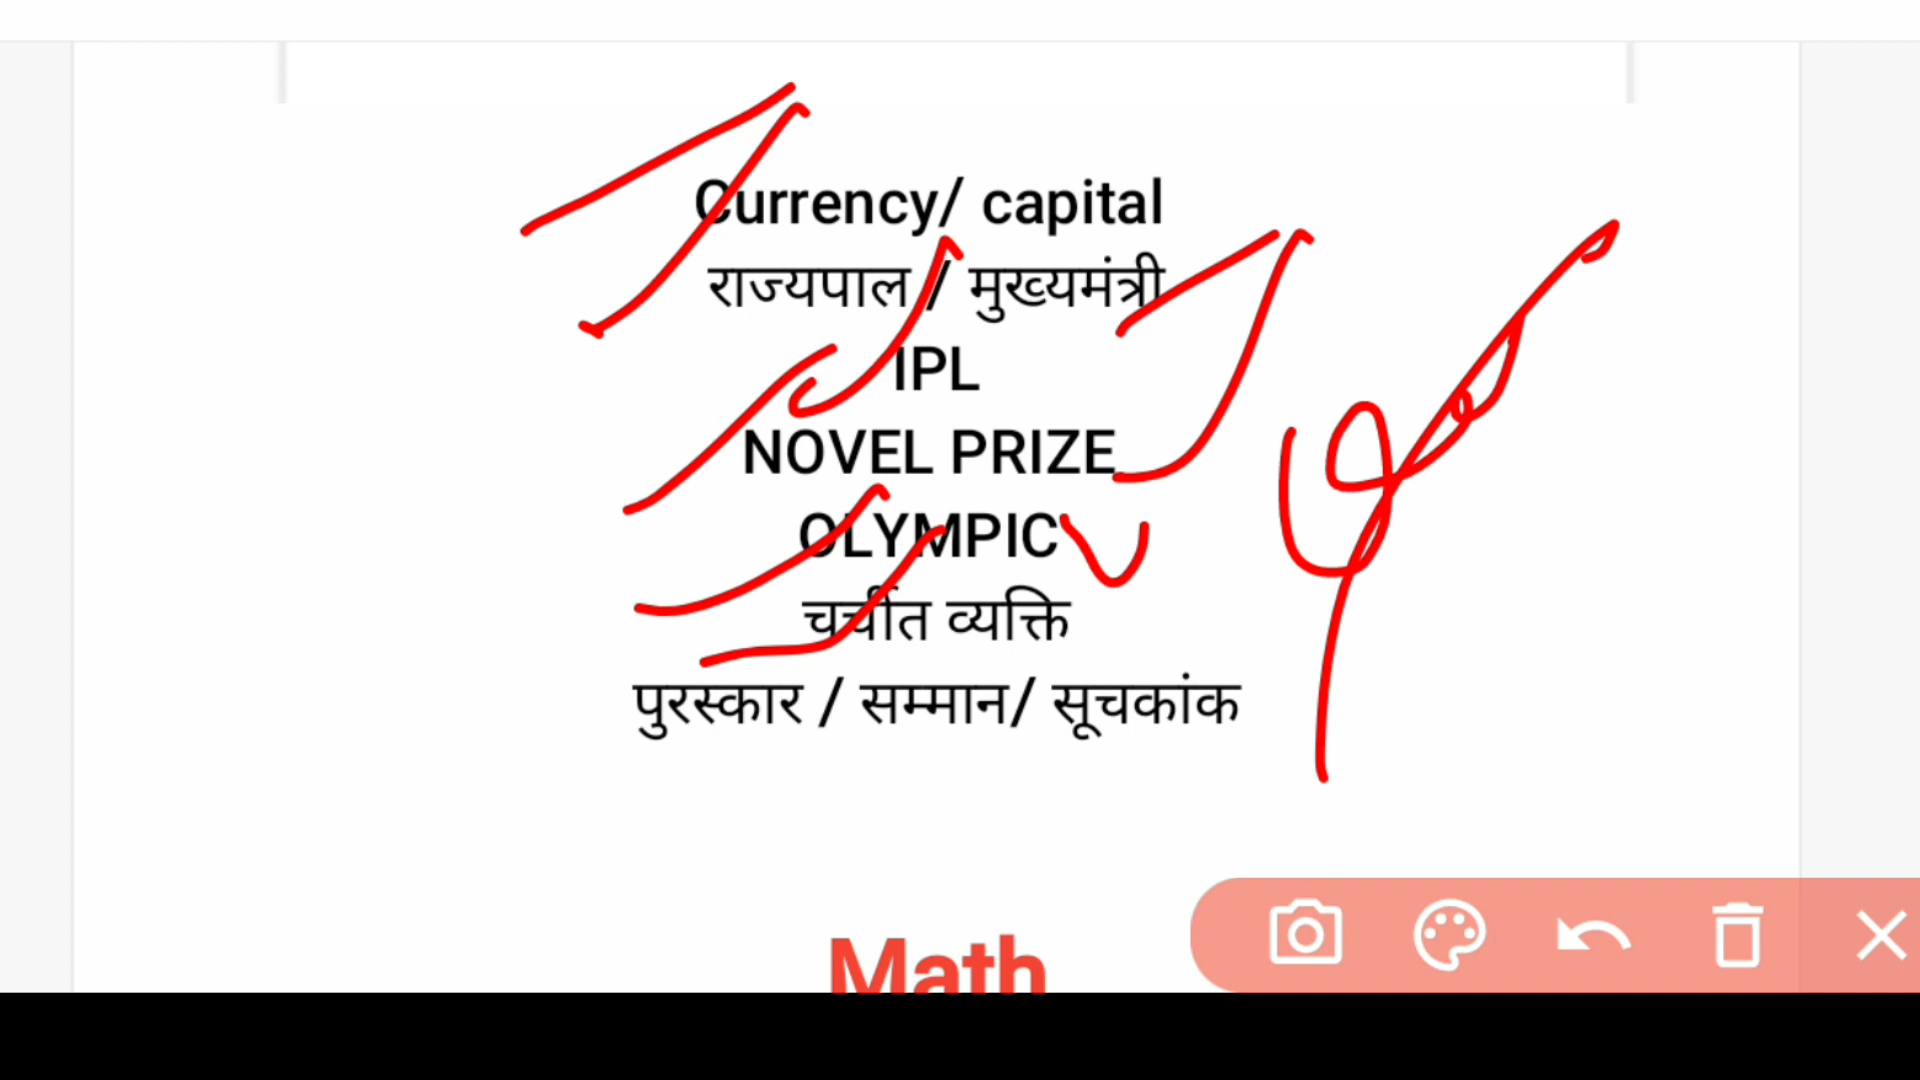 Currency/ capital
राज्यपाल / मुख्यमंत्री
IPL
NOVEL PRIZE
OLYMPIC
चर्चीत व्यक्ति
पुरस्कार / सम्मान/ सूचकांक
Math